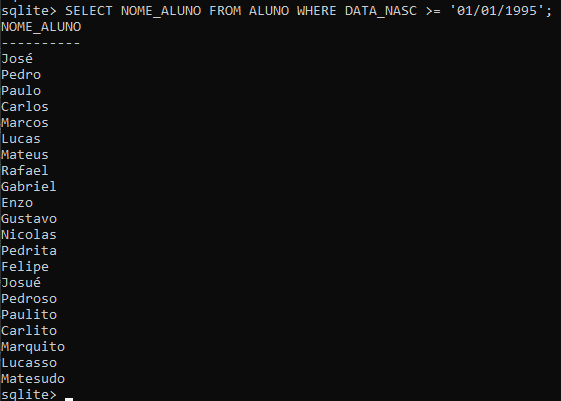 sqlite> SELECT NOME_ALUNO FROM ALUNO WHERE DATA_NASC >= '01/01/1995';
NOME_ALUNO
----------
José
Pedro
Paulo
Carlos
Marcos
Lucas
Mateus
Rafael
Gabriel
Enzo
Gustavo
Nicolas
Pedrita
Felipe
Josué
Pedroso
Paulito
Carlito
Marquito
Lucasso
Matesudo
sqlite>